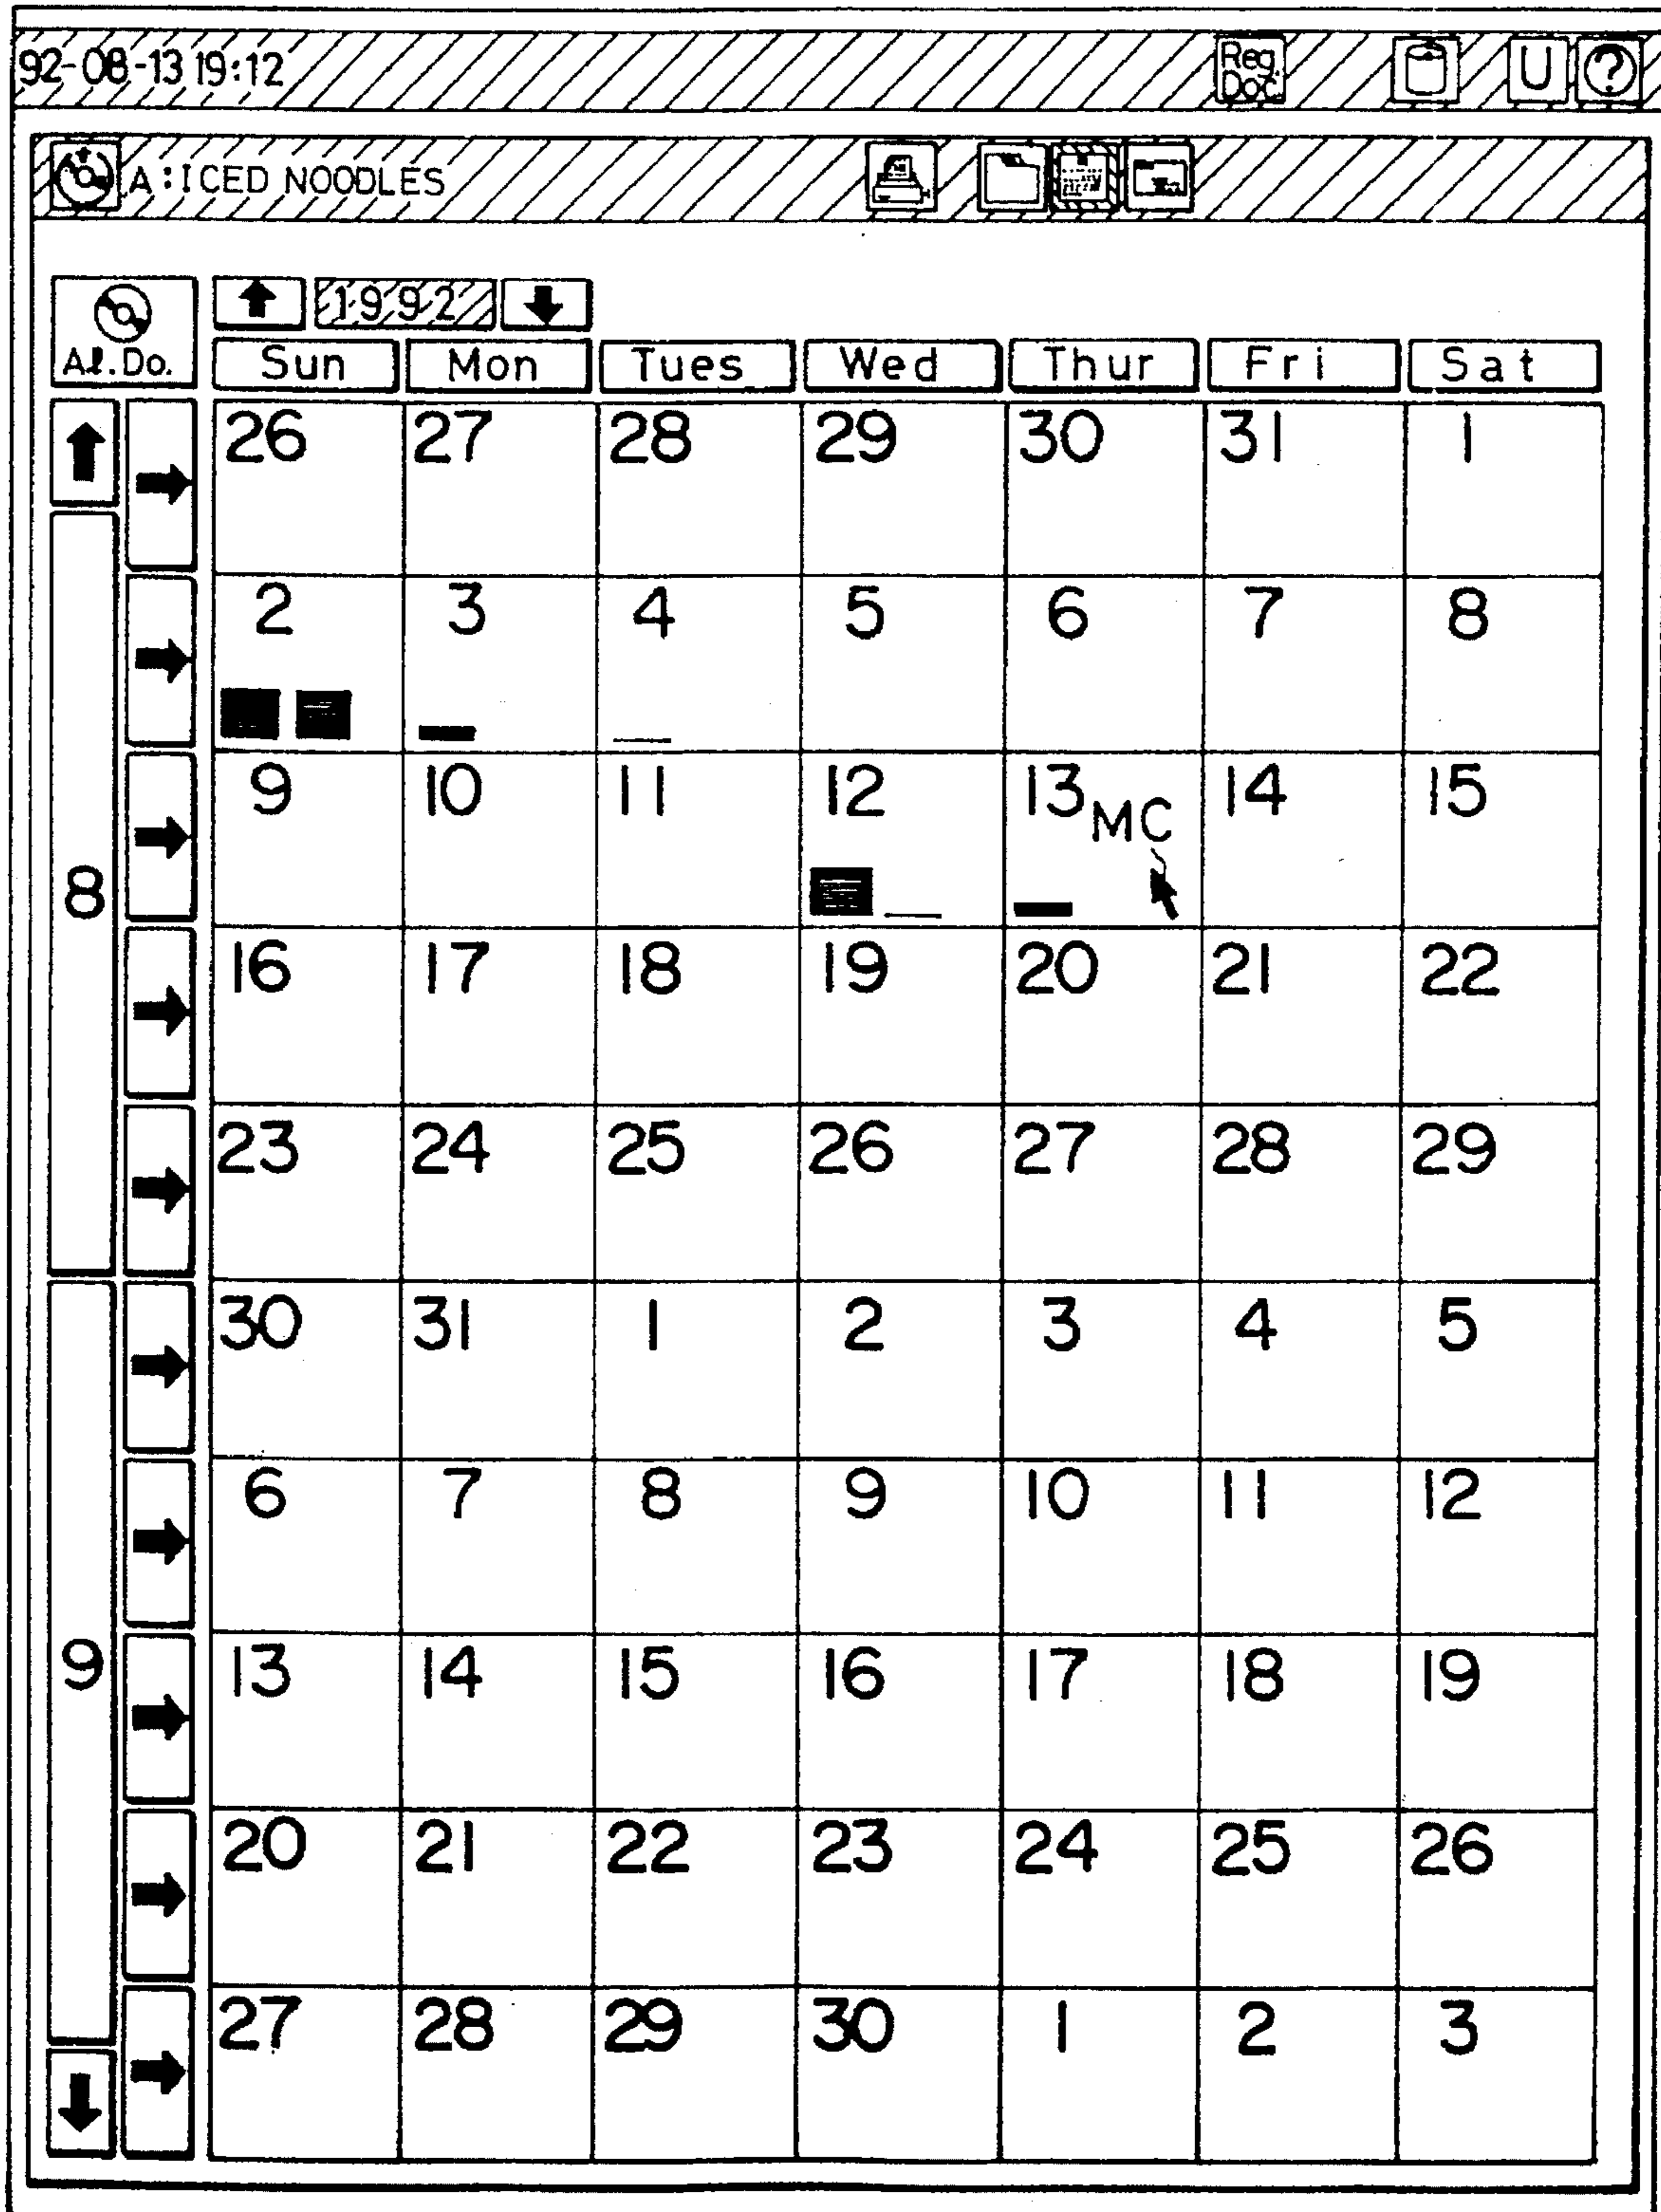 92-08-13 19:12 Reg. Doc. U ?
A:ICED NOODLES
1992
Al.Do. Sun Mon Tues Wed Thur Fri Sat
26 27 28 29 30 31 1
2 3 4 5 6 7 8
9 10 11 12 13 MC 14 15
8
16 17 18 19 20 21 22
23 24 25 26 27 28 29
30 31 1 2 3 4 5
6 7 8 9 10 11 12
9 13 14 15 16 17 18 19
20 21 22 23 24 25 26
27 28 29 30 1 2 3